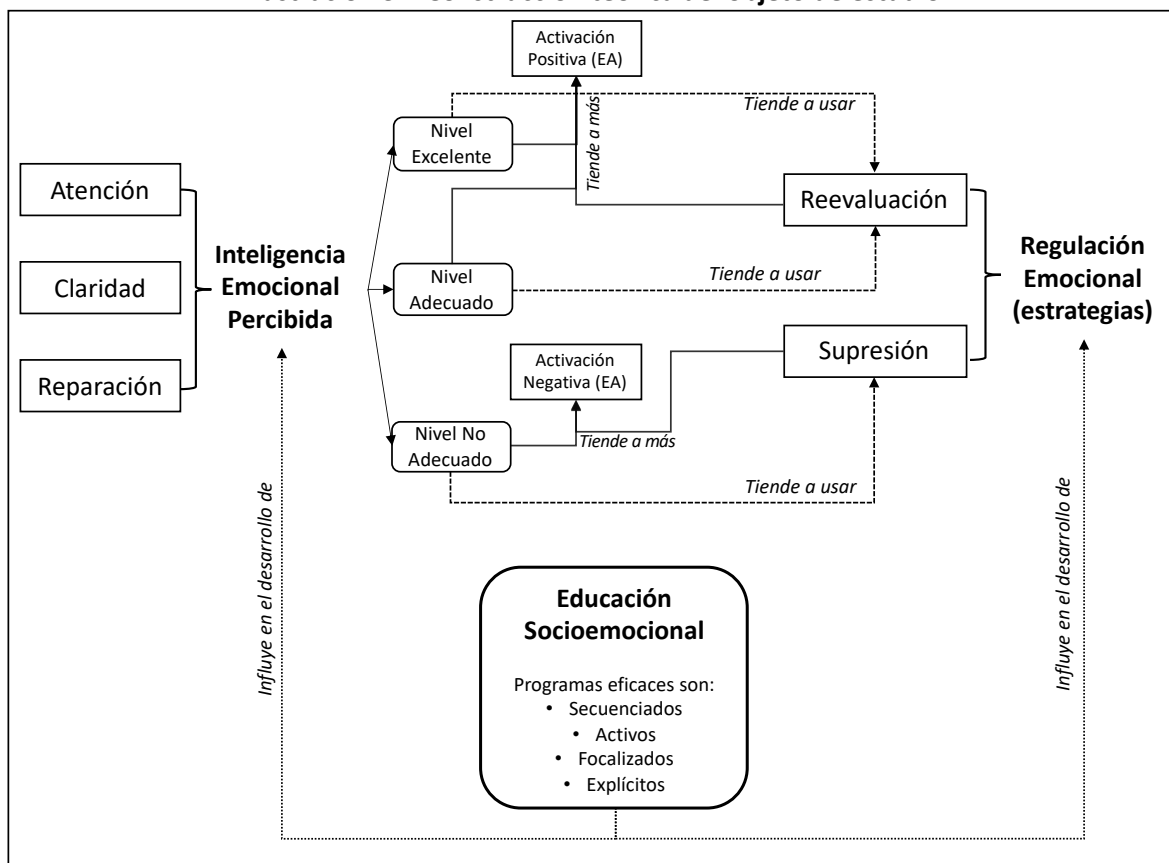 Activación
Positiva (EA)
Tiende a usar
Nivel
Excelente
Tiende a más
Atención
Reevaluación
Inteligencia
Emocional
Percibida
Regulación
Emocional
(estrategias)
Claridad
Nivel
Adecuado
Tiende a usar
Supresión
Activación
Negativa (EA)
Reparación
Nivel No
Adecuado
Tiende a más
Tiende a usar
Influye en el desarrollo de
Influye en el desarrollo de
Educación
Socioemocional
Programas eficaces son:
• Secuenciados
• Activos
• Focalizados
• Explícitos